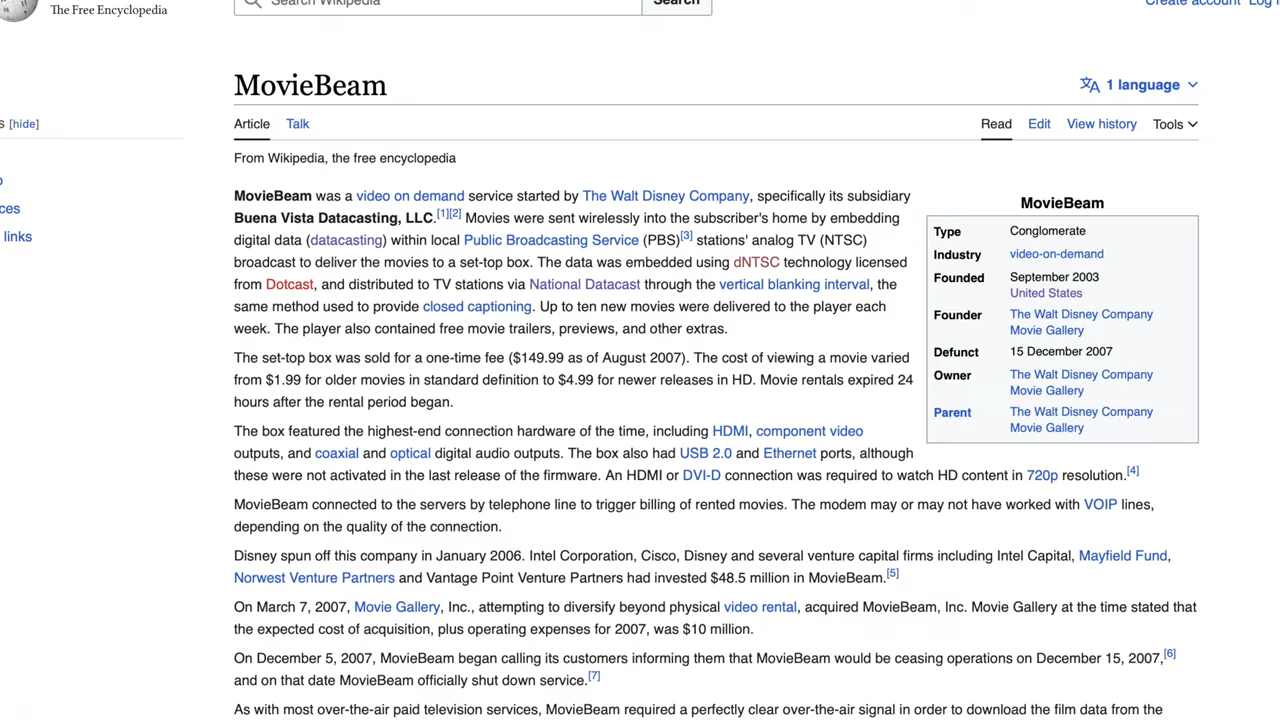 The Free Encyclopedia
Search Wikipedia
Search
Create account Log
MovieBeam
1 language
[hide]
Article Talk
Read Edit View history Tools
From Wikipedia, the free encyclopedia
MovieBeam was a video on demand service started by The Walt Disney Company, specifically its subsidiary
Buena Vista Datacasting, LLC.[1][2] Movies were sent wirelessly into the subscriber's home by embedding
digital data (datacasting) within local Public Broadcasting Service (PBS)[3] stations' analog TV (NTSC)
broadcast to deliver the movies to a set-top box. The data was embedded using dNTSC technology licensed
from Dotcast, and distributed to TV stations via National Datacast through the vertical blanking interval, the
same method used to provide closed captioning. Up to ten new movies were delivered to the player each
week. The player also contained free movie trailers, previews, and other extras.
The set-top box was sold for a one-time fee ($149.99 as of August 2007). The cost of viewing a movie varied
from $1.99 for older movies in standard definition to $4.99 for newer releases in HD. Movie rentals expired 24
hours after the rental period began.
The box featured the highest-end connection hardware of the time, including HDMI, component video
outputs, and coaxial and optical digital audio outputs. The box also had USB 2.0 and Ethernet ports, although
these were not activated in the last release of the firmware. An HDMI or DVI-D connection was required to watch HD content in 720p resolution.[4]
MovieBeam connected to the servers by telephone line to trigger billing of rented movies. The modem may or may not have worked with VOIP lines,
depending on the quality of the connection.
Disney spun off this company in January 2006. Intel Corporation, Cisco, Disney and several venture capital firms including Intel Capital, Mayfield Fund,
Norwest Venture Partners and Vantage Point Venture Partners had invested $48.5 million in MovieBeam.[5]
On March 7, 2007, Movie Gallery, Inc., attempting to diversify beyond physical video rental, acquired MovieBeam, Inc. Movie Gallery at the time stated that
the expected cost of acquisition, plus operating expenses for 2007, was $10 million.
On December 5, 2007, MovieBeam began calling its customers informing them that MovieBeam would be ceasing operations on December 15, 2007,[6]
and on that date MovieBeam officially shut down service.[7]
As with most over-the-air paid television services, MovieBeam required a perfectly clear over-the-air signal in order to download the film data from the
MovieBeam
Type Conglomerate
Industry video-on-demand
Founded September 2003
United States
Founder The Walt Disney Company
Movie Gallery
Defunct 15 December 2007
Owner The Walt Disney Company
Movie Gallery
Parent The Walt Disney Company
Movie Gallery
links